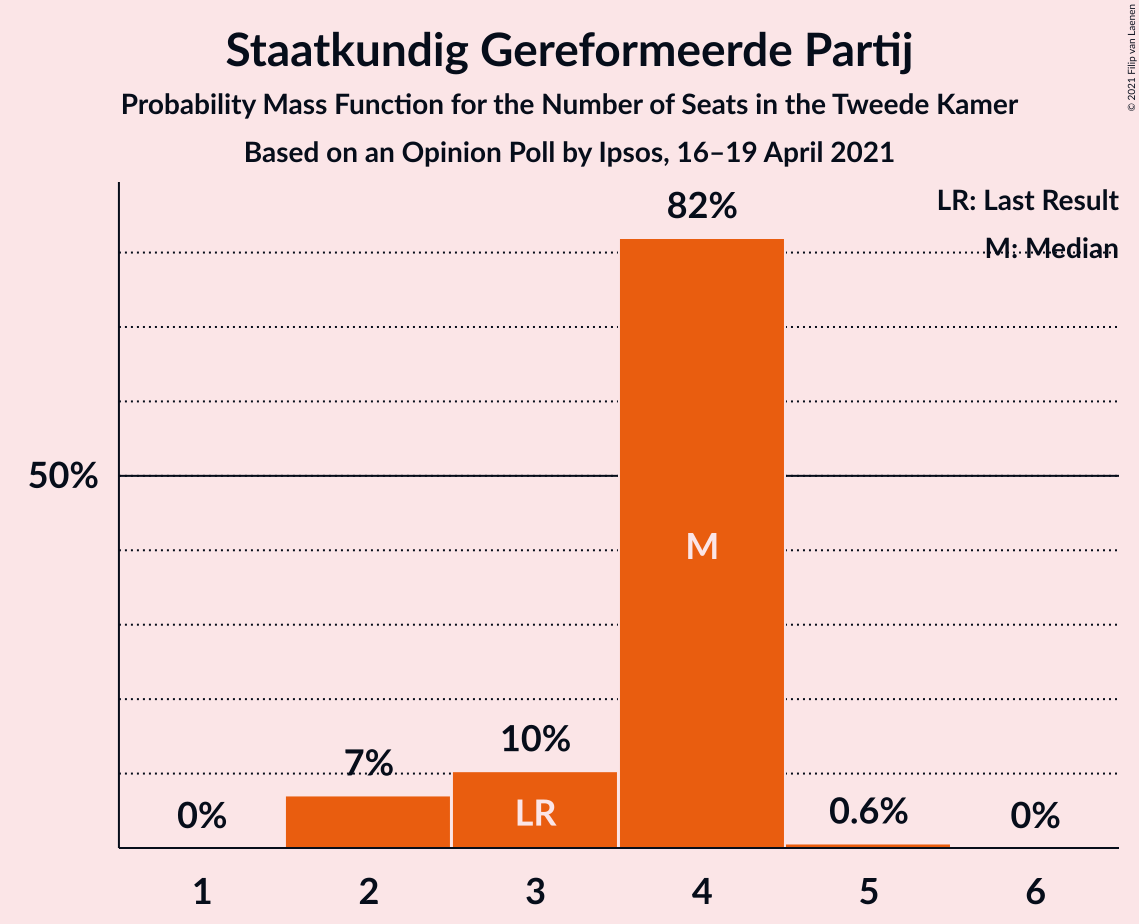 Staatkundig Gereformeerde Partij
Probability Mass Function for the Number of Seats in the Tweede Kamer
Based on an Opinion Poll by Ipsos, 16–19 April 2021
© 2021 Filip van Laenen
LR: Last Result
M: Median
82%
50%
M
10%
7%
LR
0%
0.6%
0%
1 2 3 4 5 6